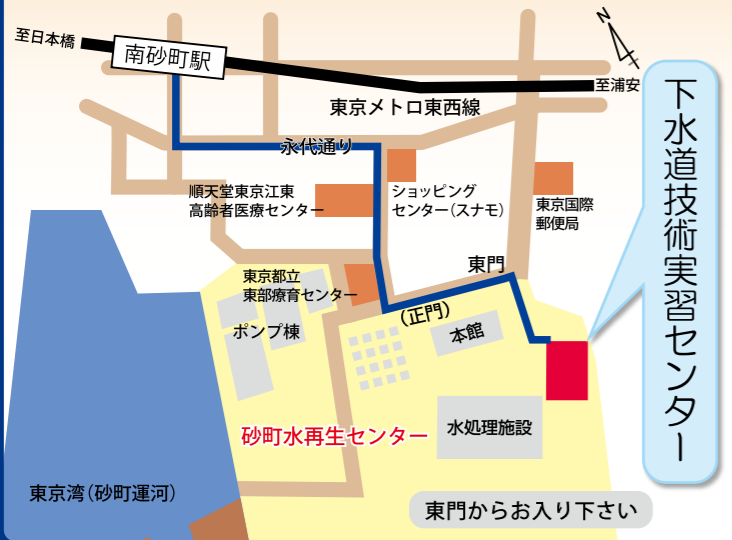 至日本橋
南砂町駅
N
至浦安
東京メトロ東西線
永代通り
順天堂東京江東
高齢者医療センター
ショッピング
センター（スナモ）
東京国際
郵便局
東門
東京都立
東部療育センター
（正門）
ポンプ棟
本館
砂町水再生センター
水処理施設
東京湾（砂町運河）
東門からお入り下さい
下水道技術実習センター